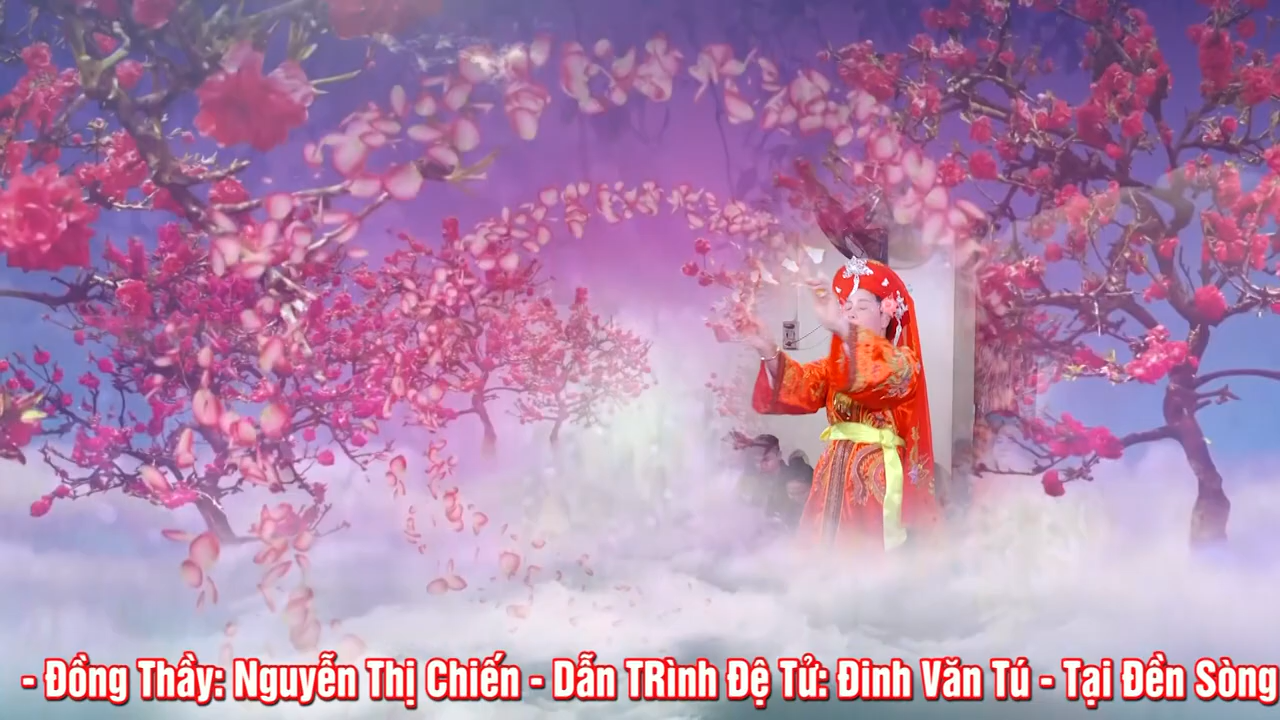 - Đồng Thầy: Nguyễn Thị Chiến - Dẫn TRình Đệ Tử: Đinh Văn Tú - Tại Đền Sòng